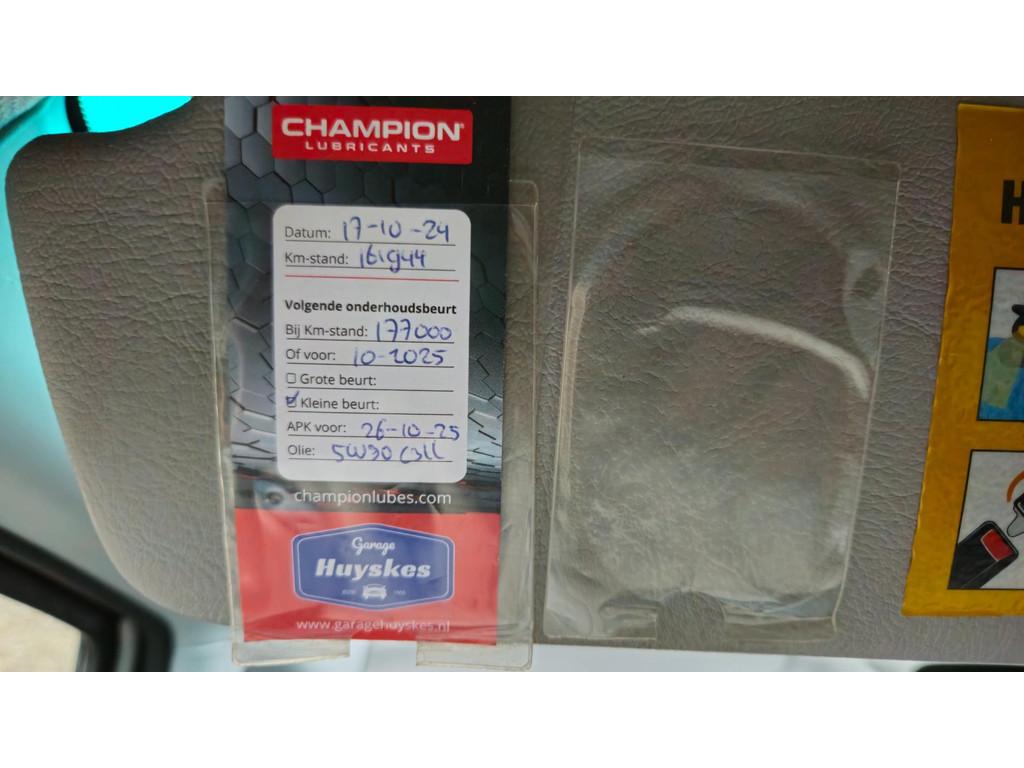 CHAMPION
LUBRICANTS
Datum: 17-10-24
Km-stand: 161944
Volgende onderhoudsbeurt
Bij Km-stand: 177000
Of voor: 10-2025
Grote beurt:
Kleine beurt:
APK voor: 26-10-25
Olie: 5W30 C3LL
championlubes.com
Garage
Huyskes
www.garagehuyskes.nl
H